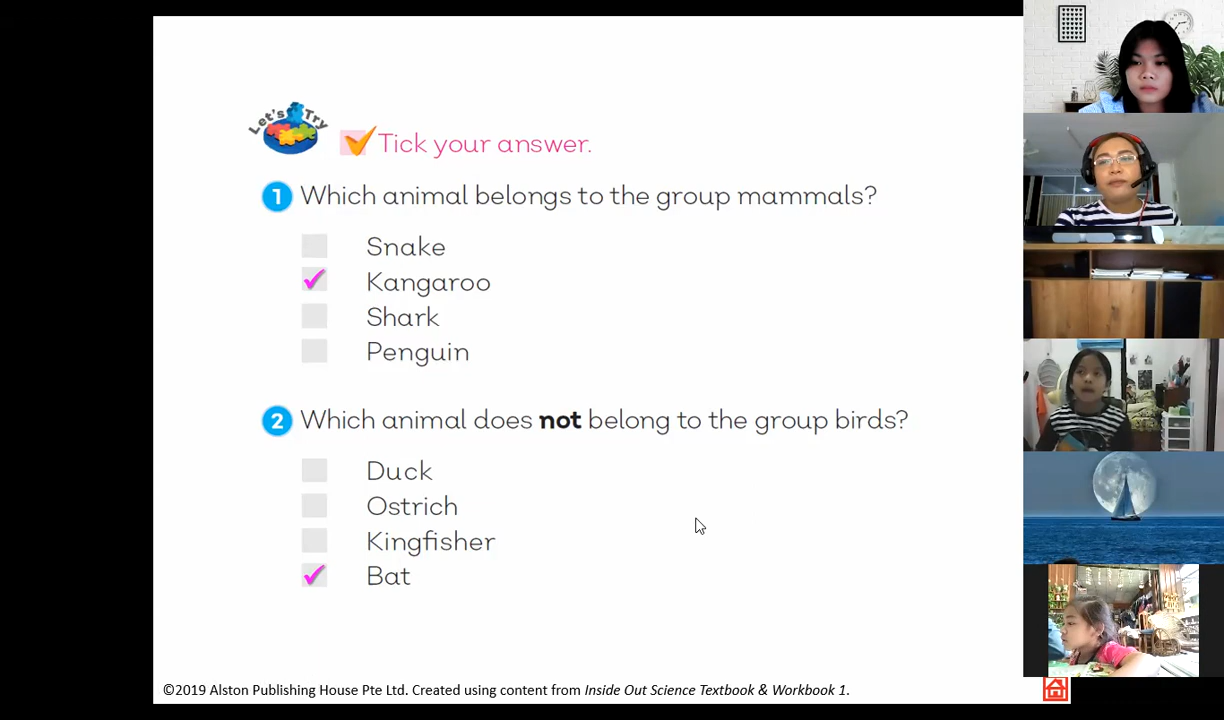 Let's Try
Tick your answer.
1 Which animal belongs to the group mammals?
Snake
Kangaroo
Shark
Penguin
2 Which animal does not belong to the group birds?
Duck
Ostrich
Kingfisher
Bat
©2019 Alston Publishing House Pte Ltd. Created using content from Inside Out Science Textbook & Workbook 1.